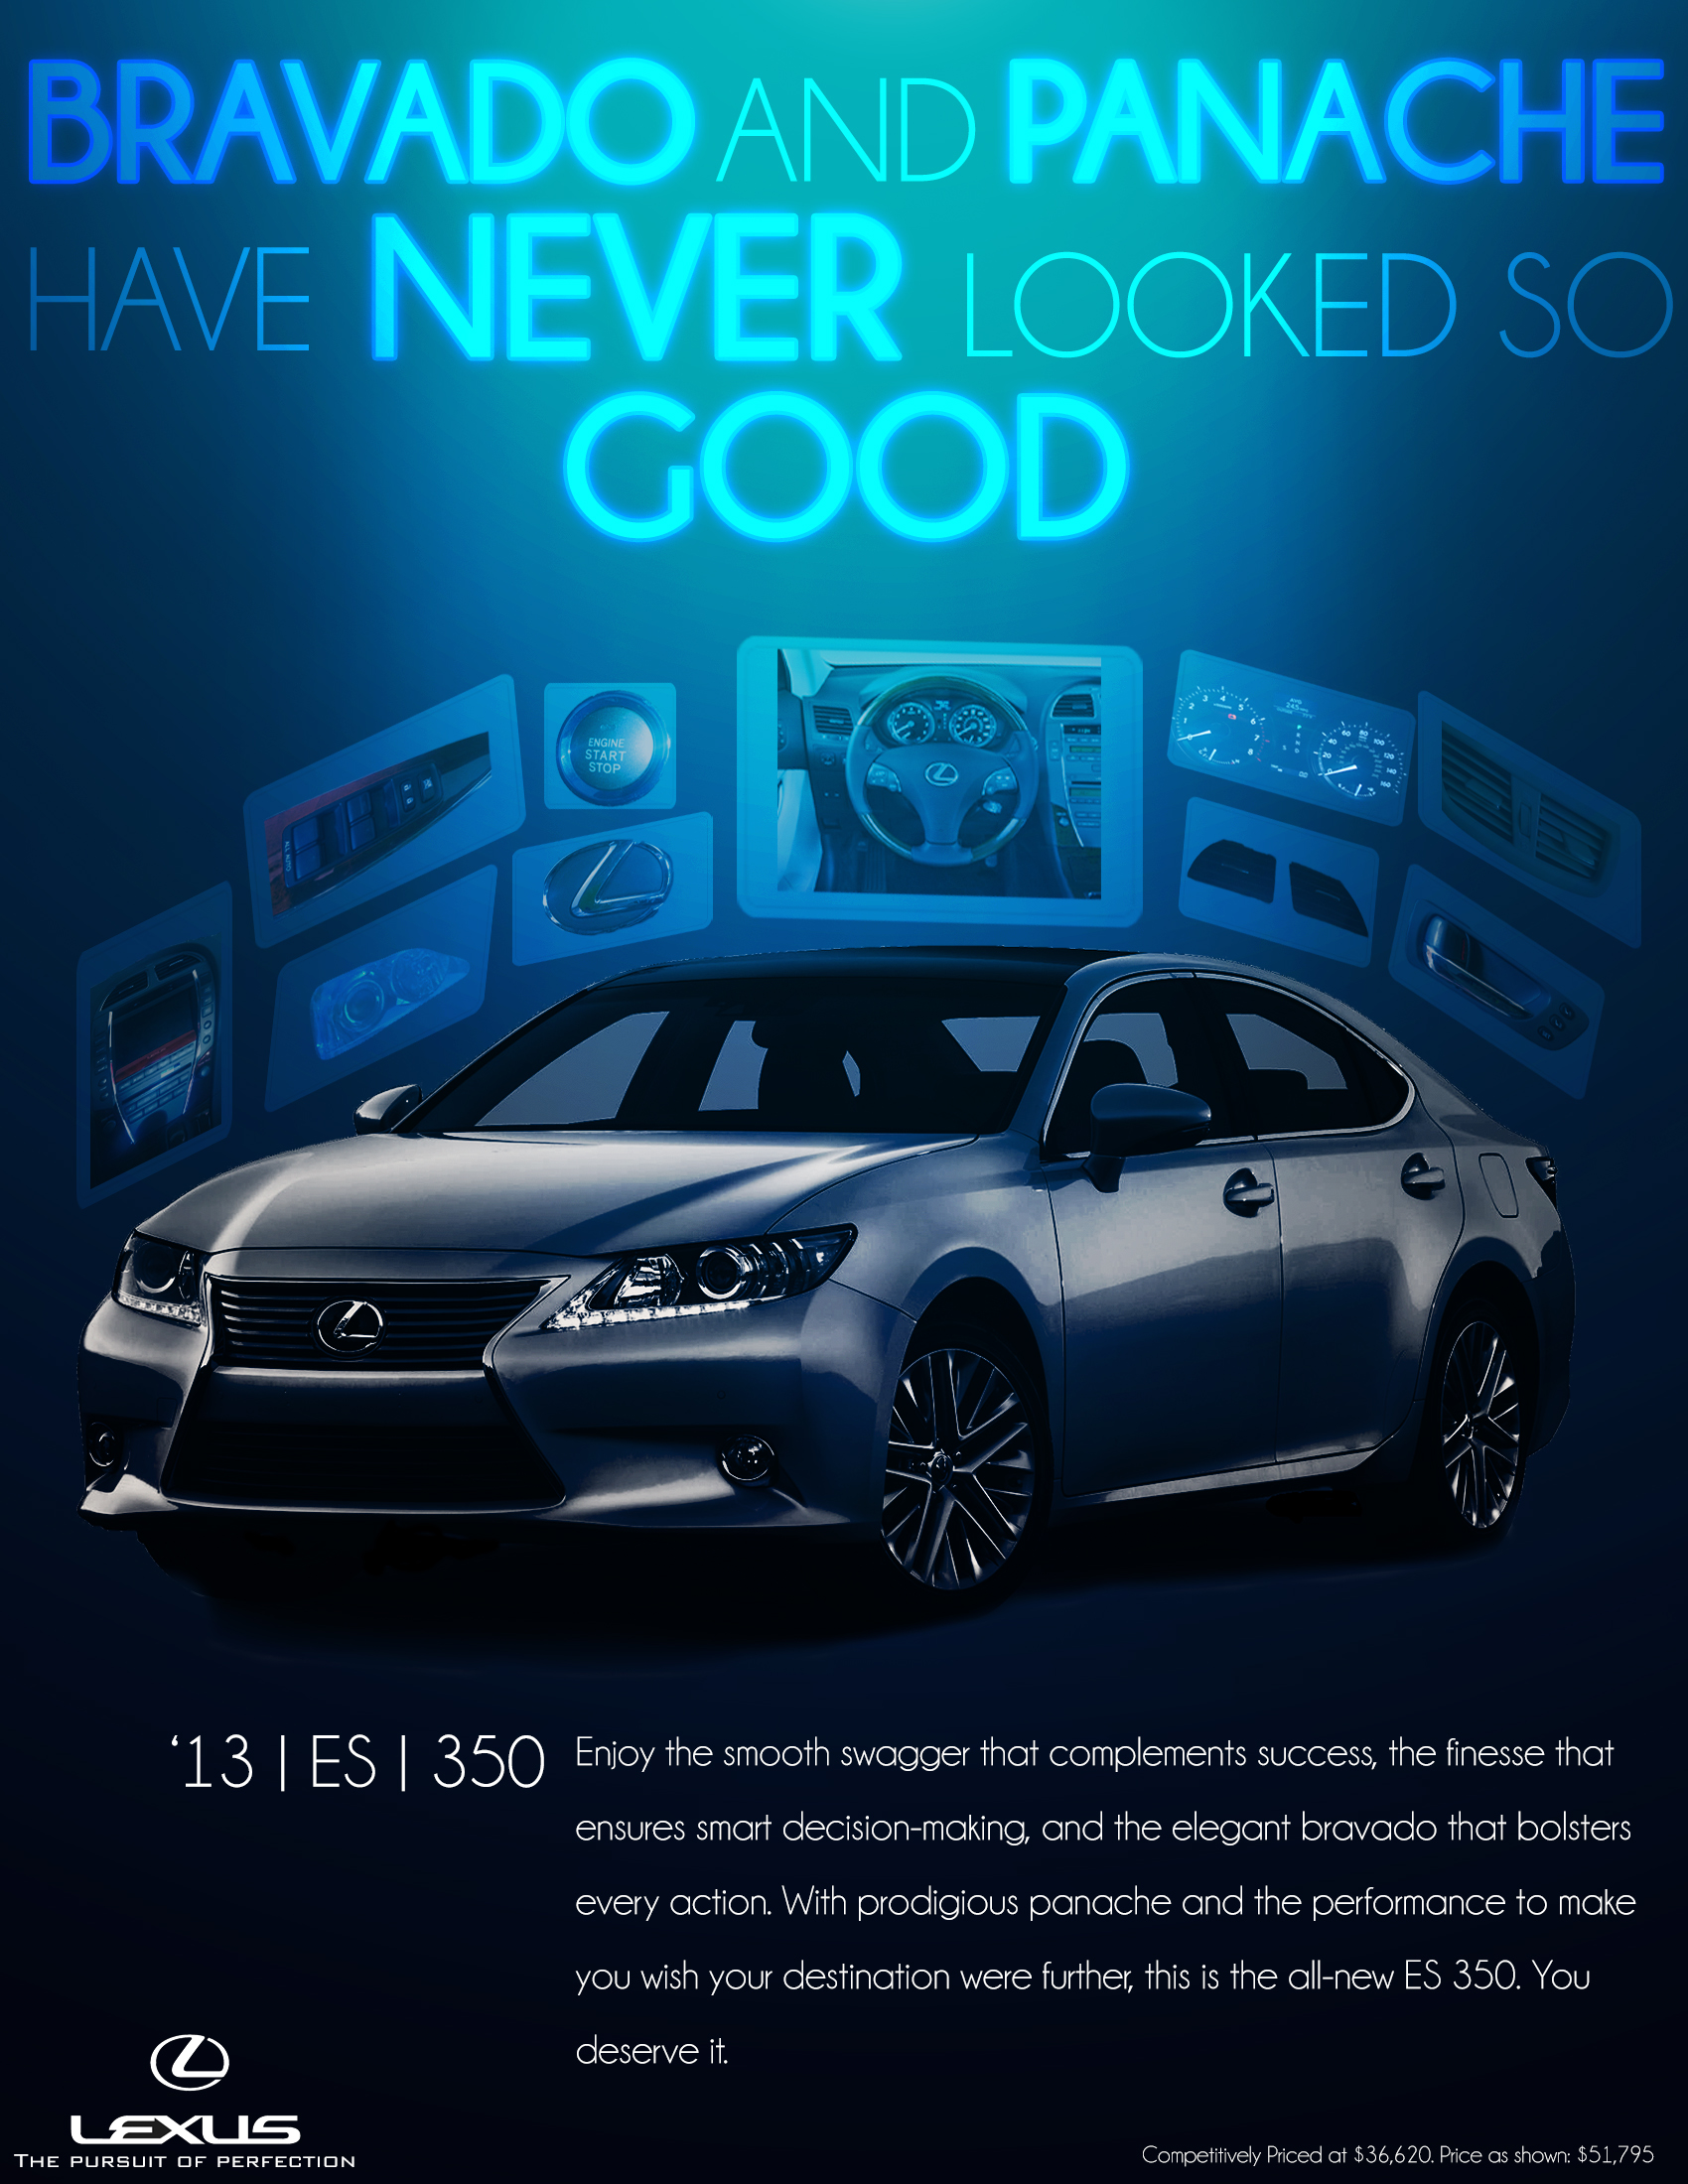 BRAVADO AND PANACHE
HAVE NEVER LOOKED SO
GOOD
ENGINE
START
STOP
‘13 | ES | 350
Enjoy the smooth swagger that complements success, the finesse that
ensures smart decision-making, and the elegant bravado that bolsters
every action. With prodigious panache and the performance to make
you wish your destination were further, this is the all-new ES 350. You
deserve it.
LEXUS
THE PURSUIT OF PERFECTION
Competitively Priced at $36,620. Price as shown: $51,795